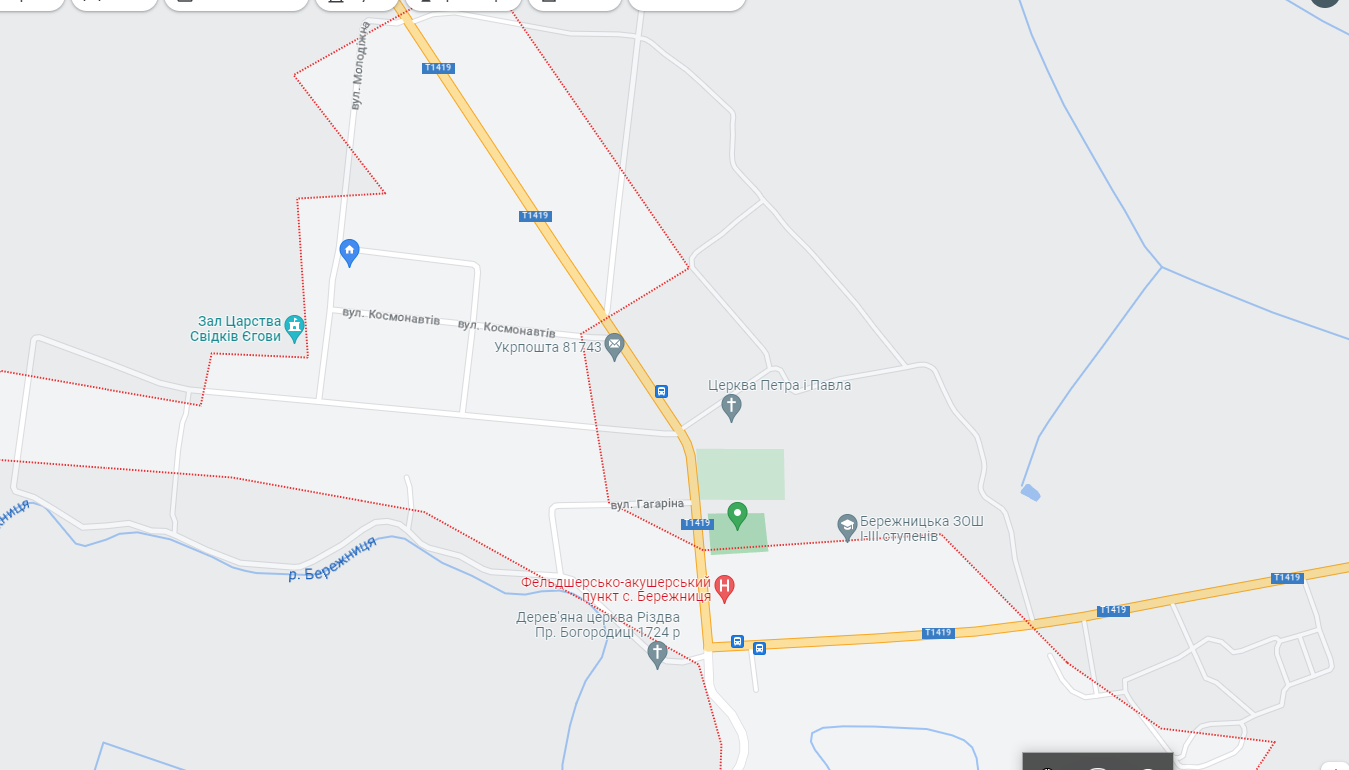 вул. Молодіжна
T1419
T1419
Зал Царства
Свідків Єгови
вул. Космонавтів
вул. Космонавтів
Укрпошта 81743
Церква Петра і Павла
вул. Гагаріна
T1419
Бережницька ЗОШ
І-ІІІ ступенів
р. Бережниця
Фельдшерсько-акушерський
пункт с. Бережниця
T1419
T1419
T1419
Дерев'яна церква Різдва
Пр. Богородиці 1724 р